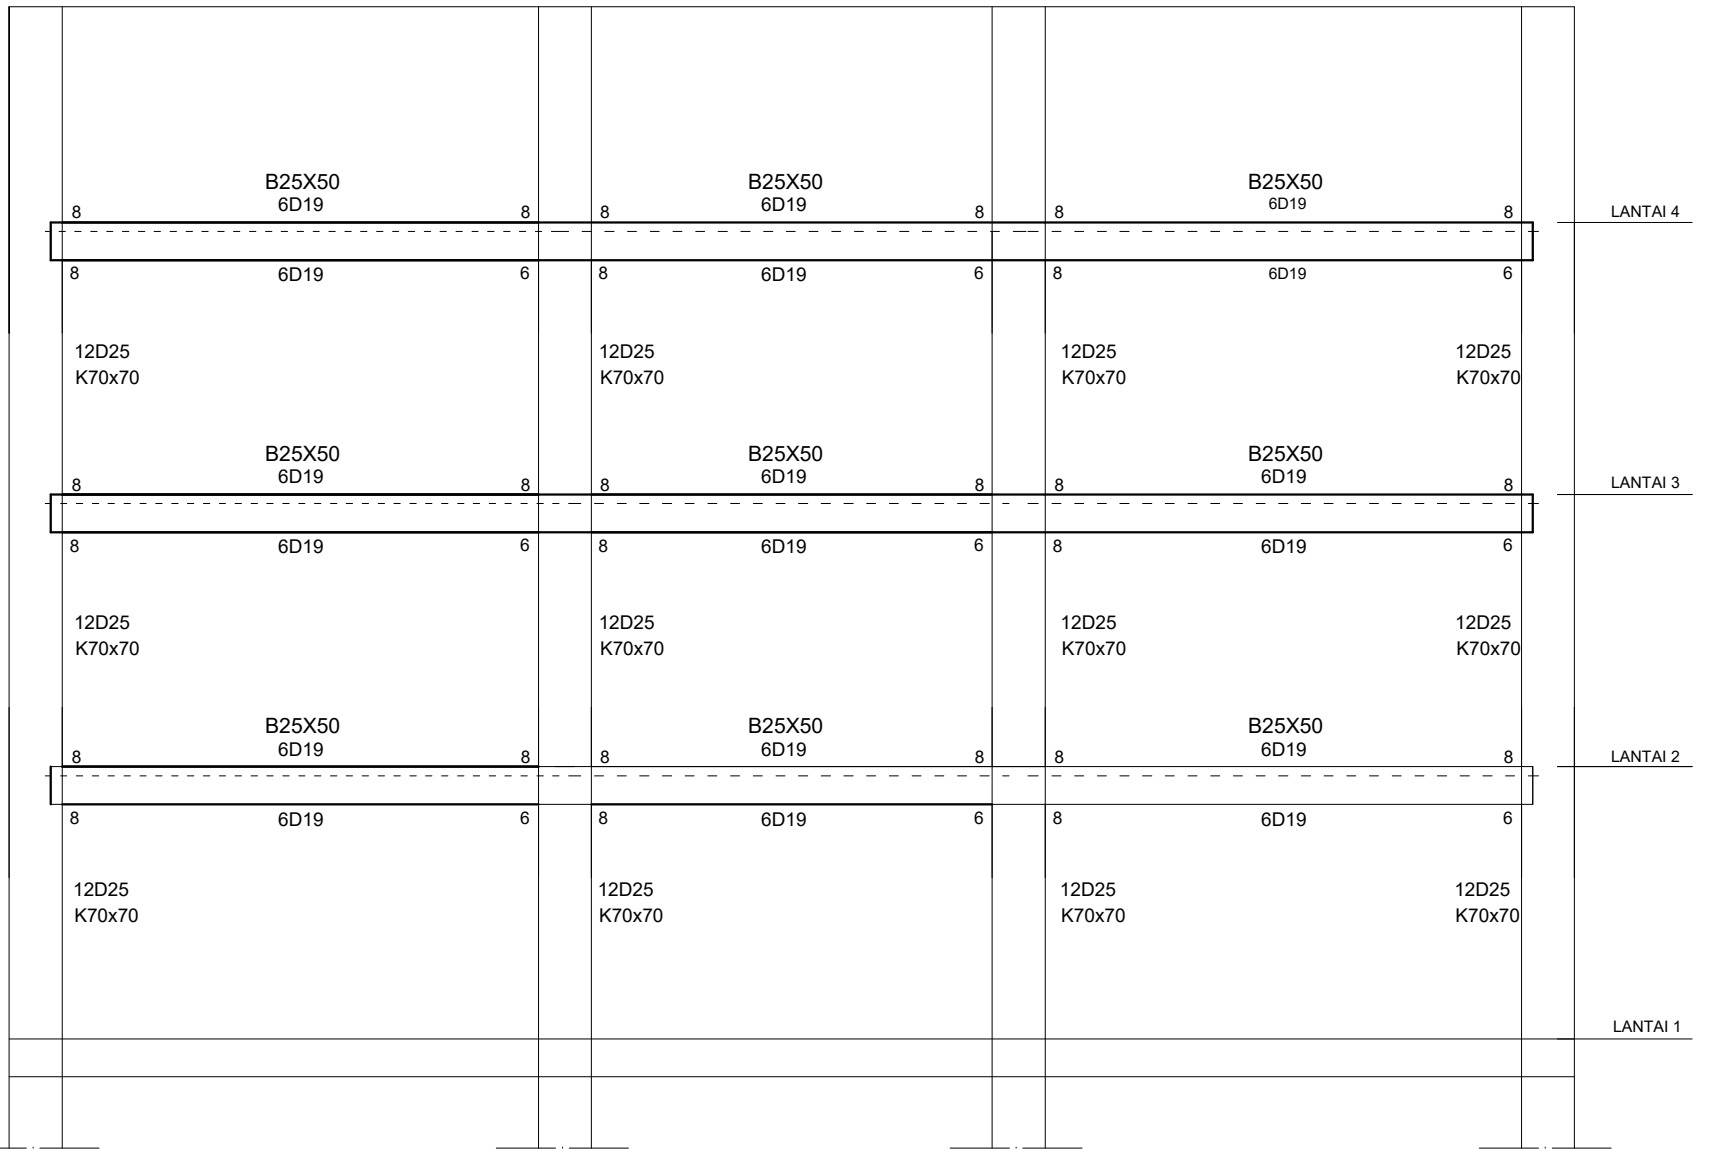 B25X50 B25X50 B25X50
6D19 6D19 6D19
8 8 8 8 8 8 LANTAI 4
8 6D19 6 8 6D19 6 8 6D19 6
12D25 12D25 12D25 12D25
K70x70 K70x70 K70x70 K70x70
B25X50 B25X50 B25X50
6D19 6D19 6D19
8 8 8 8 8 8 LANTAI 3
8 6D19 6 8 6D19 6 8 6D19 6
12D25 12D25 12D25 12D25
K70x70 K70x70 K70x70 K70x70
B25X50 B25X50 B25X50
6D19 6D19 6D19
8 8 8 8 8 8 LANTAI 2
8 6D19 6 8 6D19 6 8 6D19 6
12D25 12D25 12D25 12D25
K70x70 K70x70 K70x70 K70x70
LANTAI 1